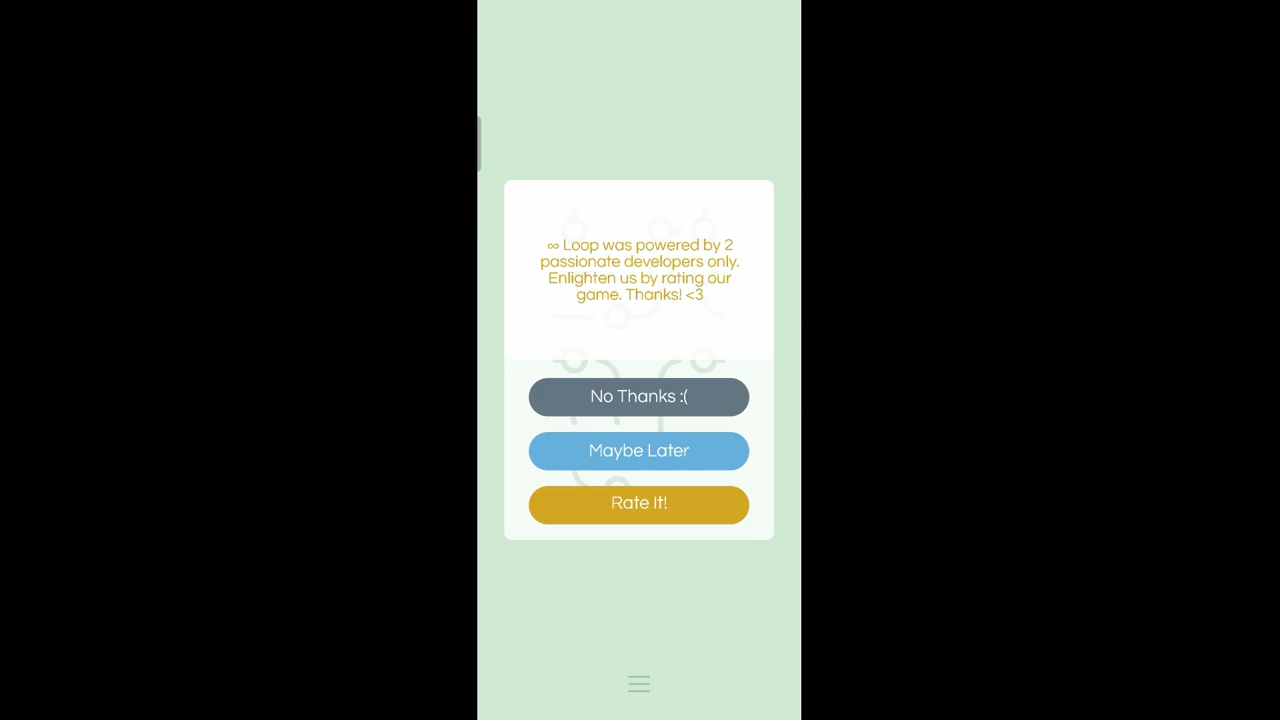 ∞ Loop was powered by 2
passionate developers only.
Enlighten us by rating our
game. Thanks! <3
No Thanks :(
Maybe Later
Rate It!